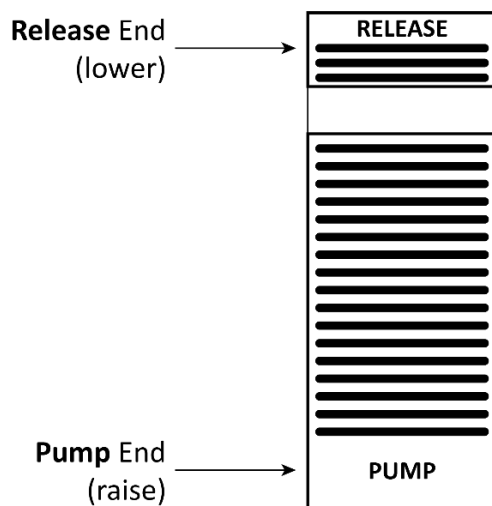 Release End
(lower)
RELEASE
Pump End
(raise)
PUMP